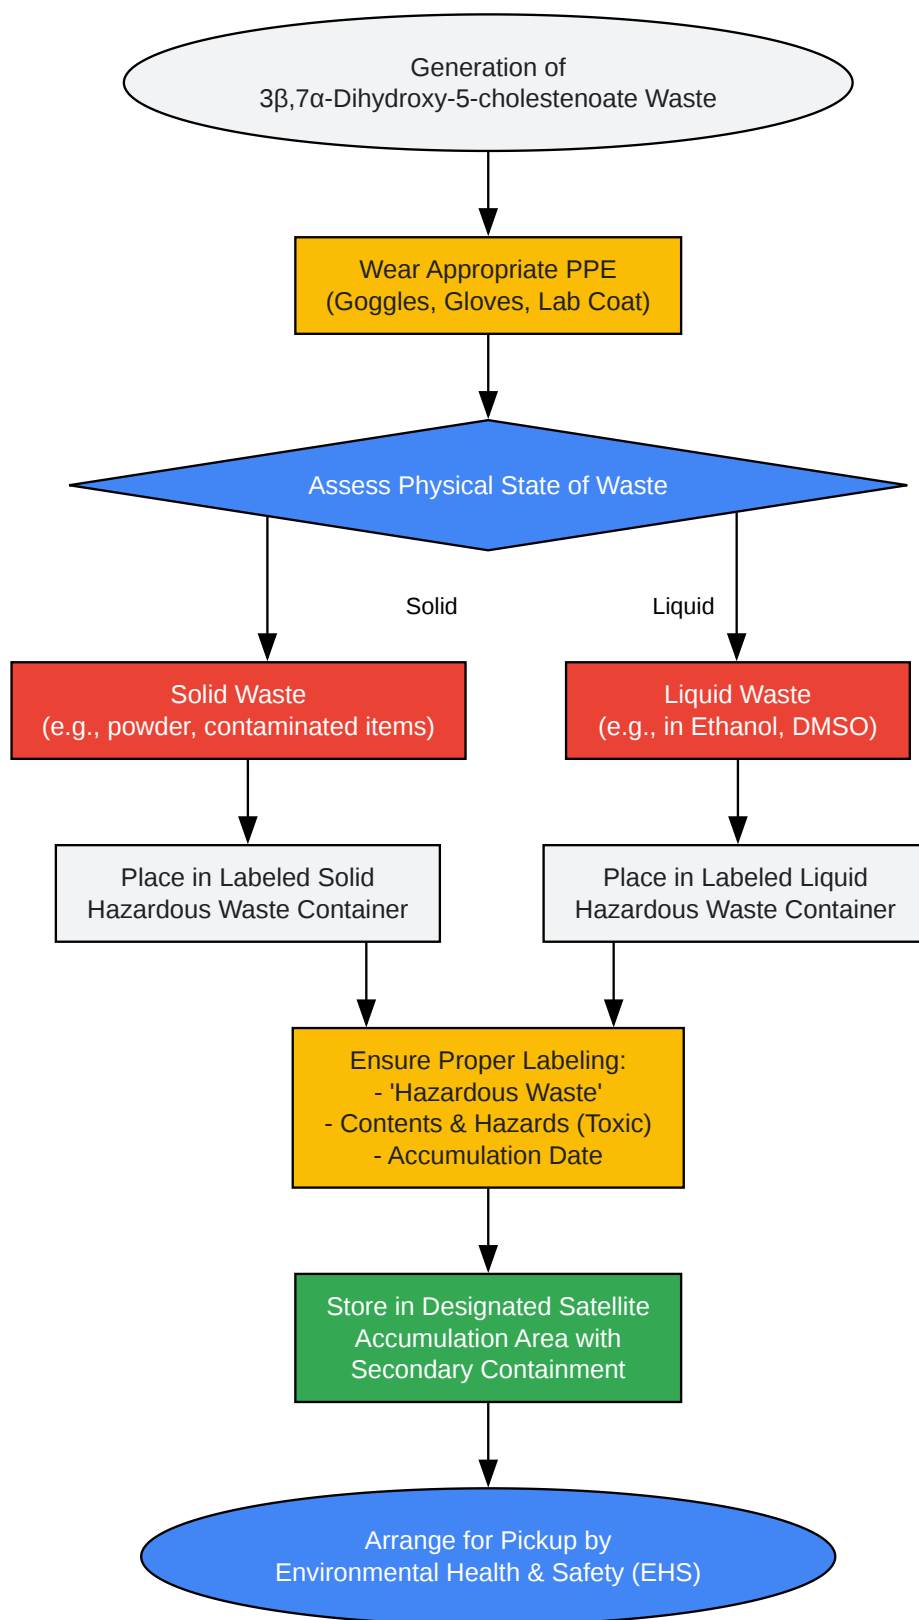 Generation of
3β,7α-Dihydroxy-5-cholestenoate Waste
Wear Appropriate PPE
(Goggles, Gloves, Lab Coat)
Assess Physical State of Waste
Solid
Liquid
Solid Waste
(e.g., powder, contaminated items)
Liquid Waste
(e.g., in Ethanol, DMSO)
Place in Labeled Solid
Hazardous Waste Container
Place in Labeled Liquid
Hazardous Waste Container
Ensure Proper Labeling:
- 'Hazardous Waste'
- Contents & Hazards (Toxic)
- Accumulation Date
Store in Designated Satellite
Accumulation Area with
Secondary Containment
Arrange for Pickup by
Environmental Health & Safety (EHS)